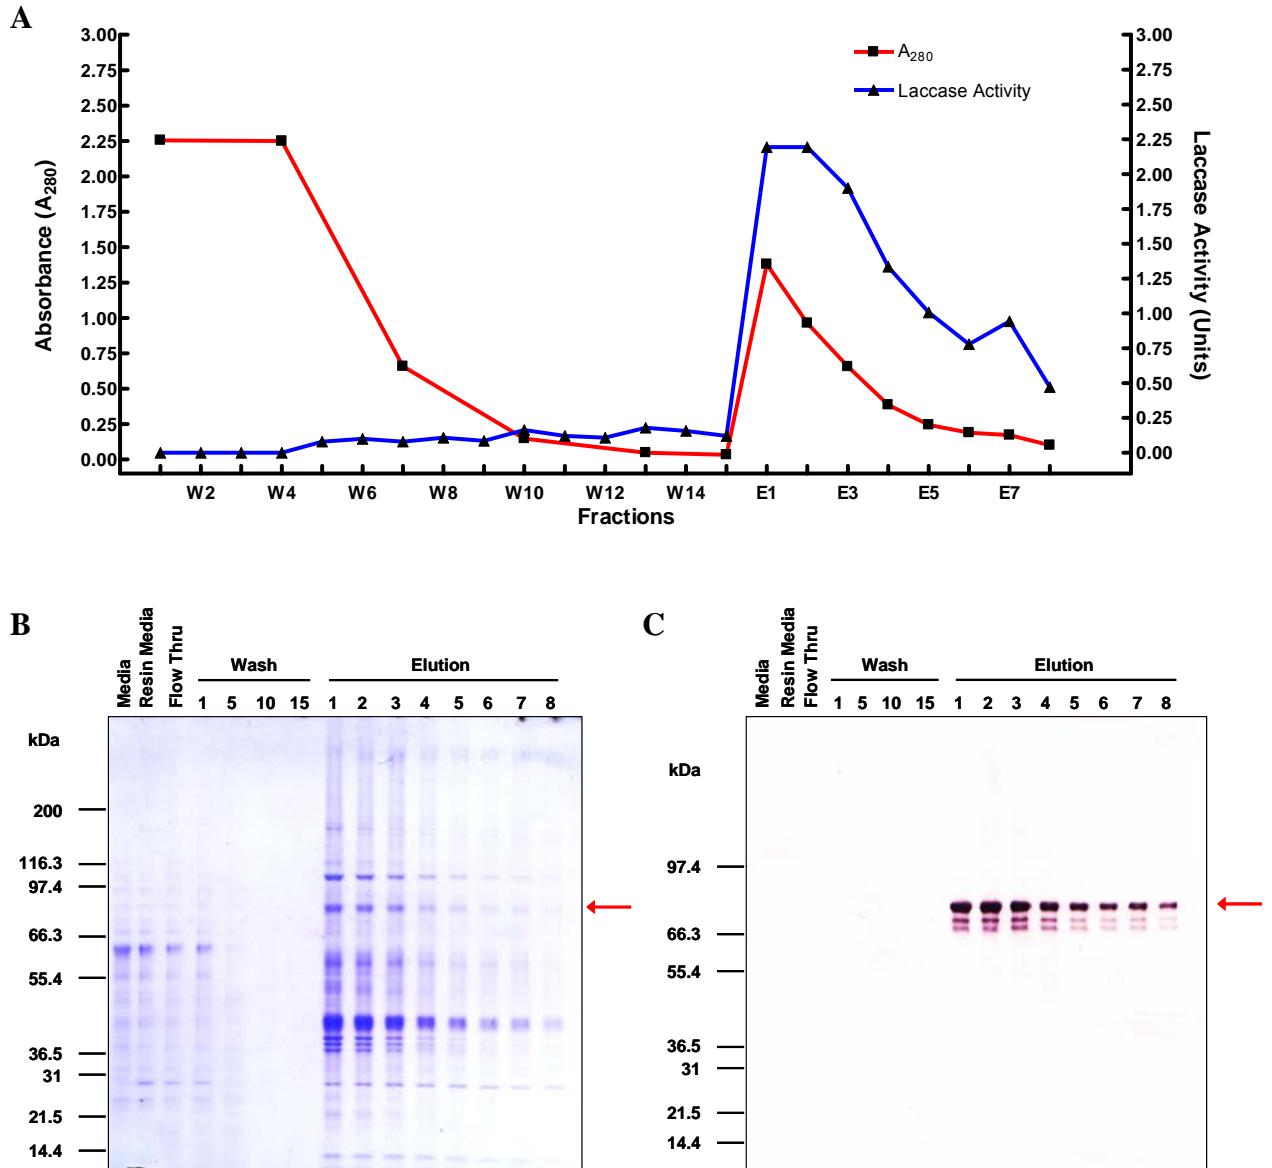 A
3.00
2.75
2.50
2.25
2.00
1.75
1.50
1.25
1.00
0.75
0.50
0.25
0.00
Absorbance (A280)
A280
Laccase Activity
3.00
2.75
2.50
2.25
2.00
1.75
1.50
1.25
1.00
0.75
0.50
0.25
0.00
Laccase Activity (Units)
W2 W4 W6 W8 W10 W12 W14 E1 E3 E5 E7
Fractions
B
Media
Resin Media
Flow Thru
Wash
Elution
1 5 10 15 1 2 3 4 5 6 7 8
kDa
200
116.3
97.4
66.3
55.4
36.5
31
21.5
14.4
C
Media
Resin Media
Flow Thru
Wash
Elution
1 5 10 15 1 2 3 4 5 6 7 8
kDa
97.4
66.3
55.4
36.5
31
21.5
14.4